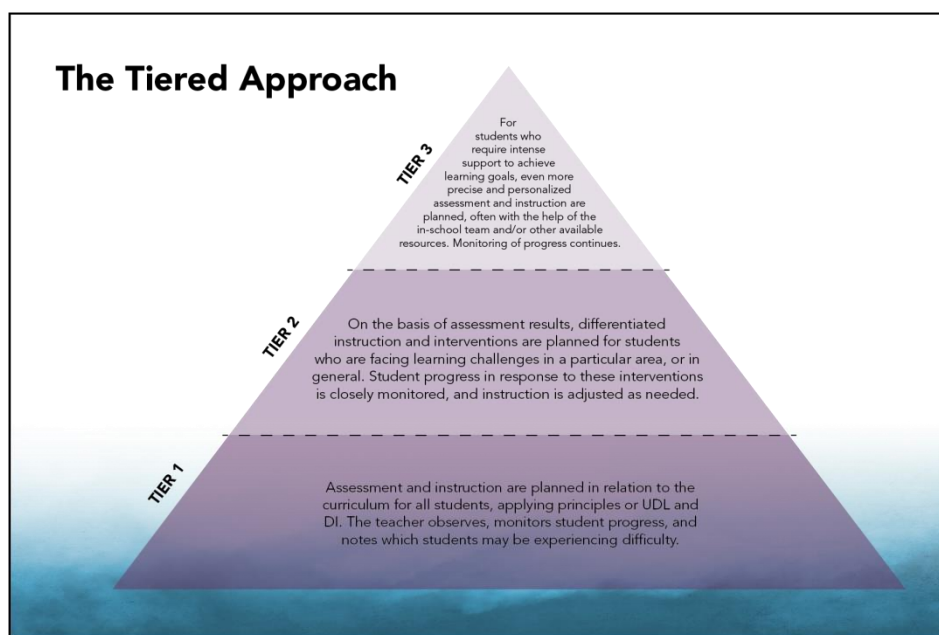 The Tiered Approach
TIER 3
For
students who
require intense
support to achieve
learning goals, even more
precise and personalized
assessment and instruction are
planned, often with the help of the
in-school team and/or other available
resources. Monitoring of progress continues.
TIER 2
On the basis of assessment results, differentiated
instruction and interventions are planned for students
who are facing learning challenges in a particular area, or in
general. Student progress in response to these interventions
is closely monitored, and instruction is adjusted as needed.
TIER 1
Assessment and instruction are planned in relation to the
curriculum for all students, applying principles or UDL and
DI. The teacher observes, monitors student progress, and
notes which students may be experiencing difficulty.